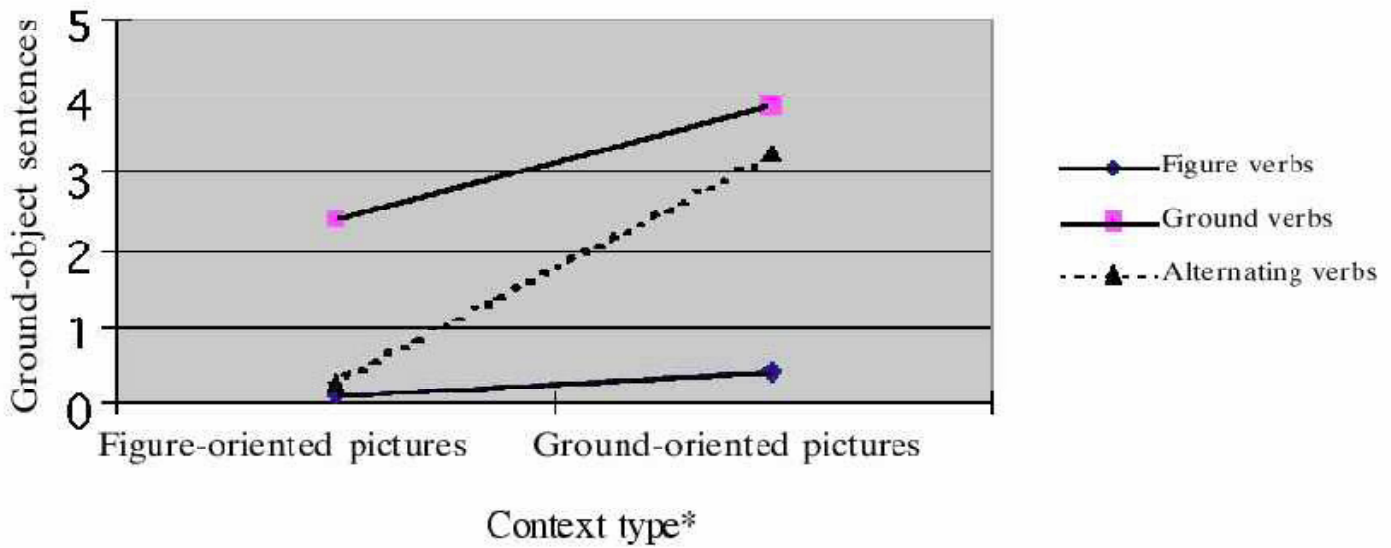 Ground-object sentences
5
4
3
2
1
0
Figure-oriented pictures
Ground-oriented pictures
Context type*
Figure verbs
Ground verbs
Alternating verbs